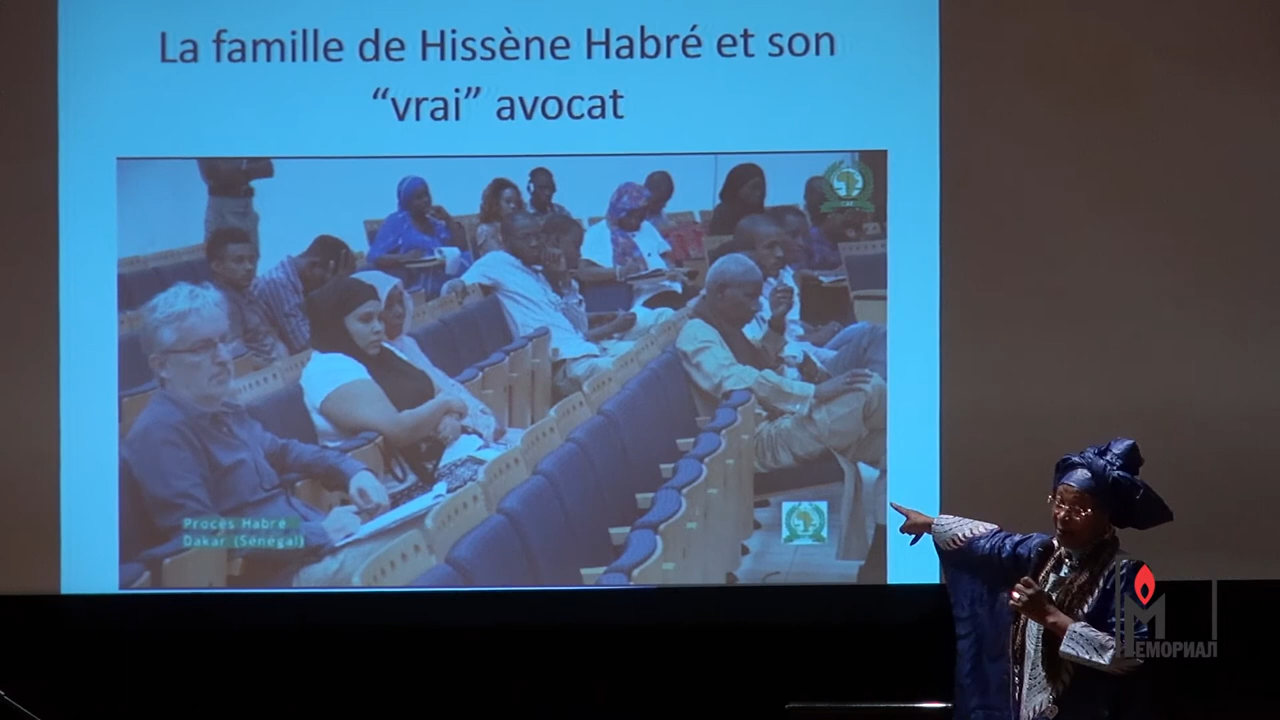 La famille de Hissène Habré et son
“vrai” avocat
Procès Habré
Dakar (Sénégal)
МЕМОРИАЛ